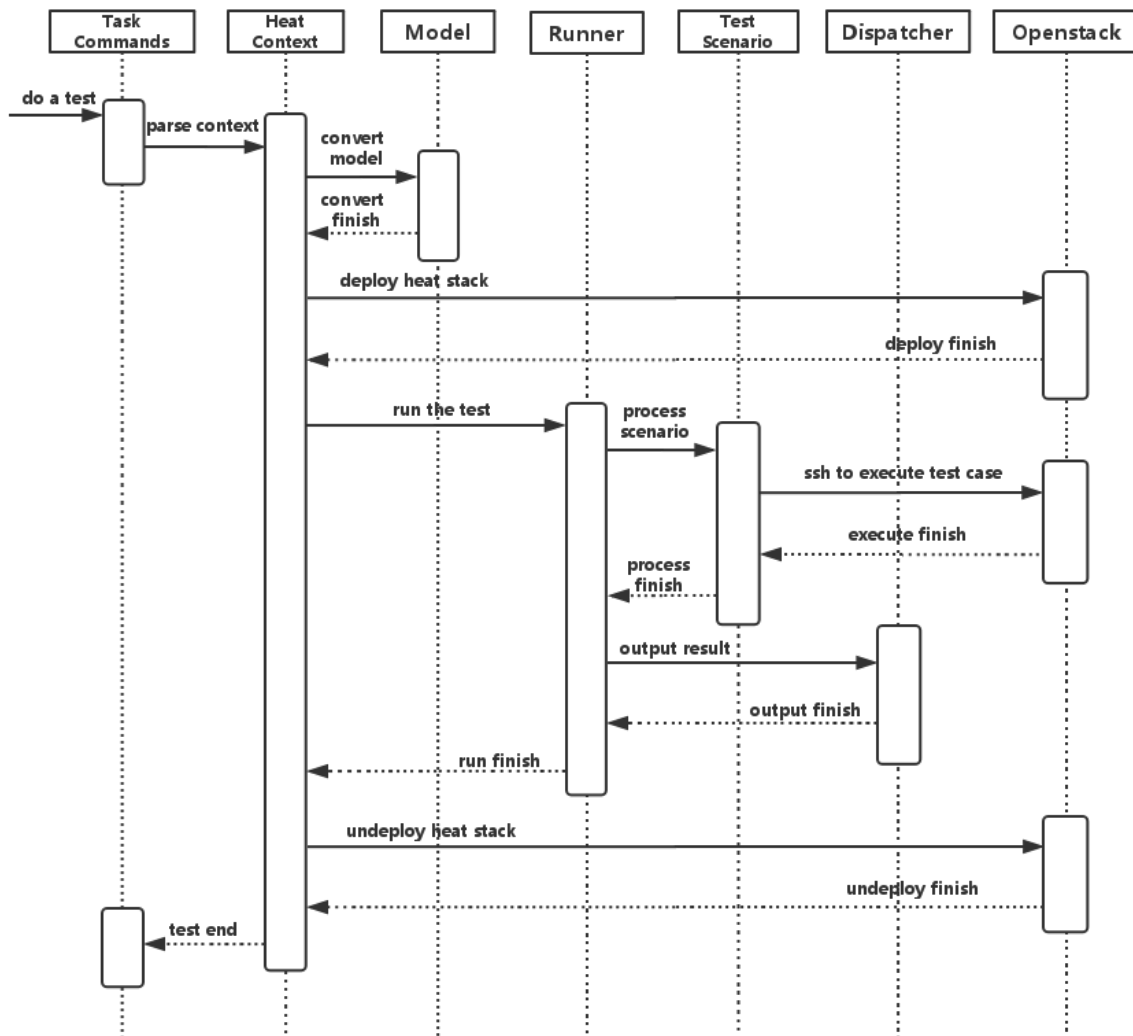 Task
Commands
Heat
Context
Model
Runner
Test
Scenario
Dispatcher
Openstack
do a test
parse context
convert
model
convert
finish
deploy heat stack
deploy finish
run the test
process
scenario
ssh to execute test case
execute finish
process
finish
output result
output finish
run finish
undeploy heat stack
undeploy finish
test end